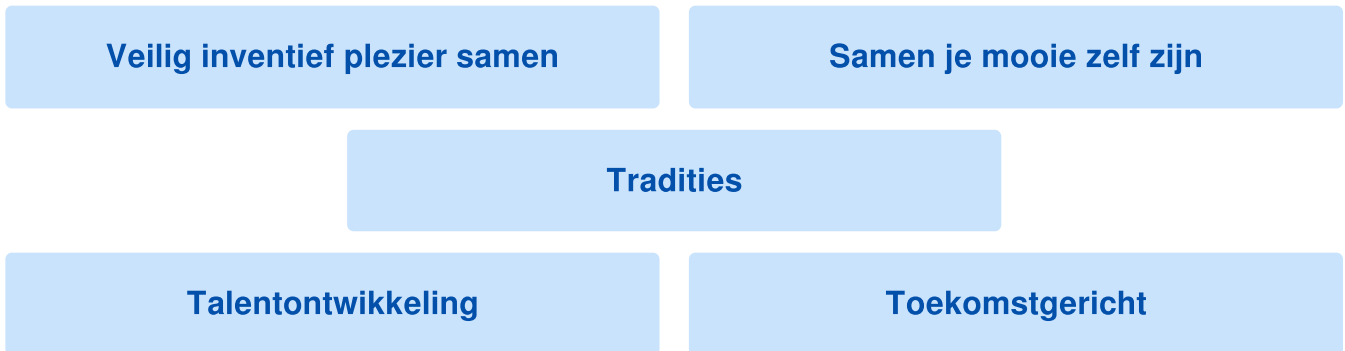 Veilig inventief plezier samen
Samen je mooie zelf zijn
Tradities
Talentontwikkeling
Toekomstgericht